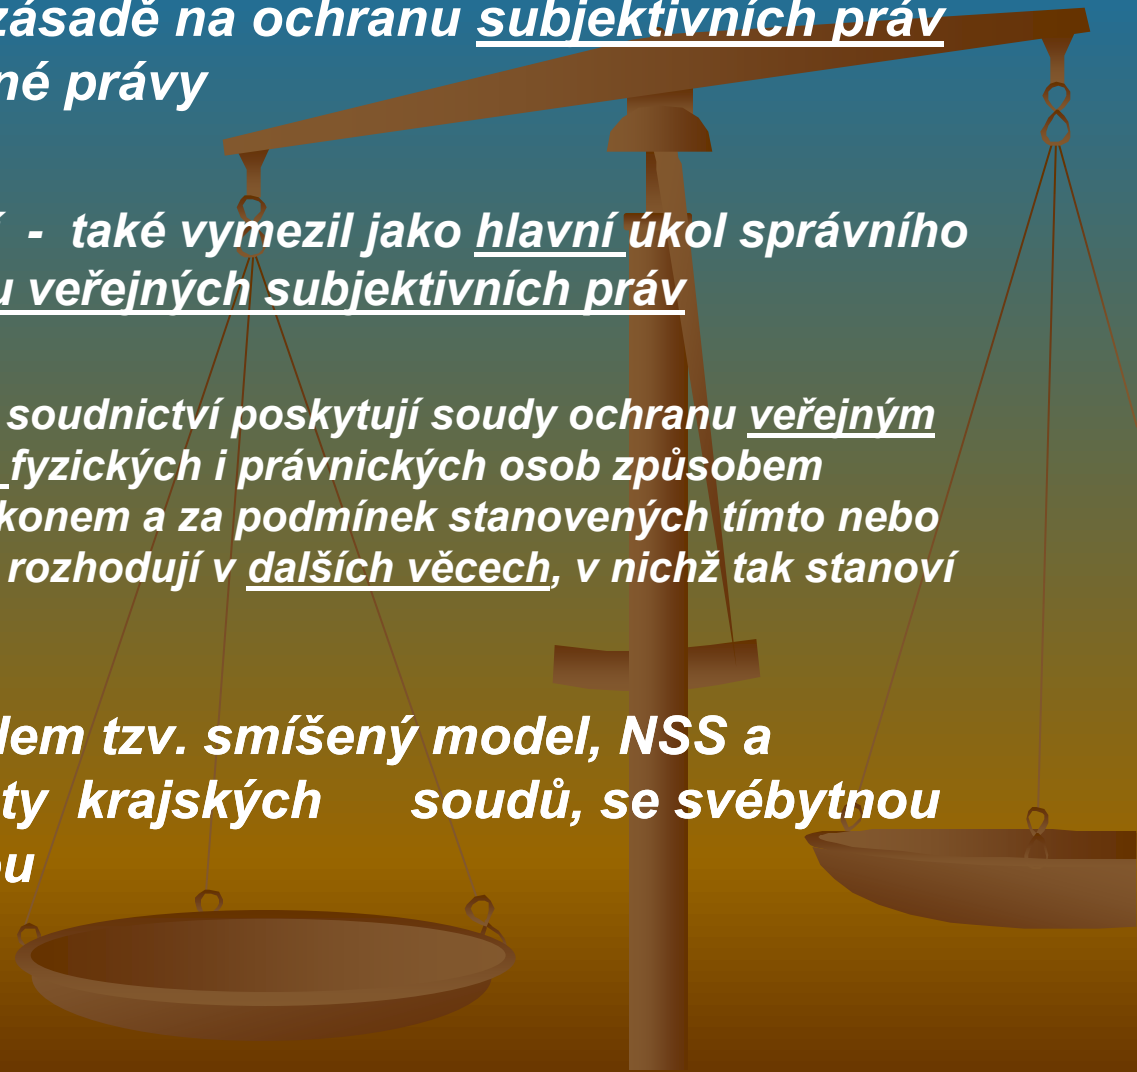 zásadě na ochranu subjektivních práv
né právy
- také vymezil jako hlavní úkol správního
u veřejných subjektivních práv
soudnictví poskytují soudy ochranu veřejným
fyzických i právnických osob způsobem
konem a za podmínek stanovených tímto nebo
rozhodují v dalších věcech, v nichž tak stanoví
dem tzv. smíšený model, NSS a
ty krajských soudů, se svébytnou
ou